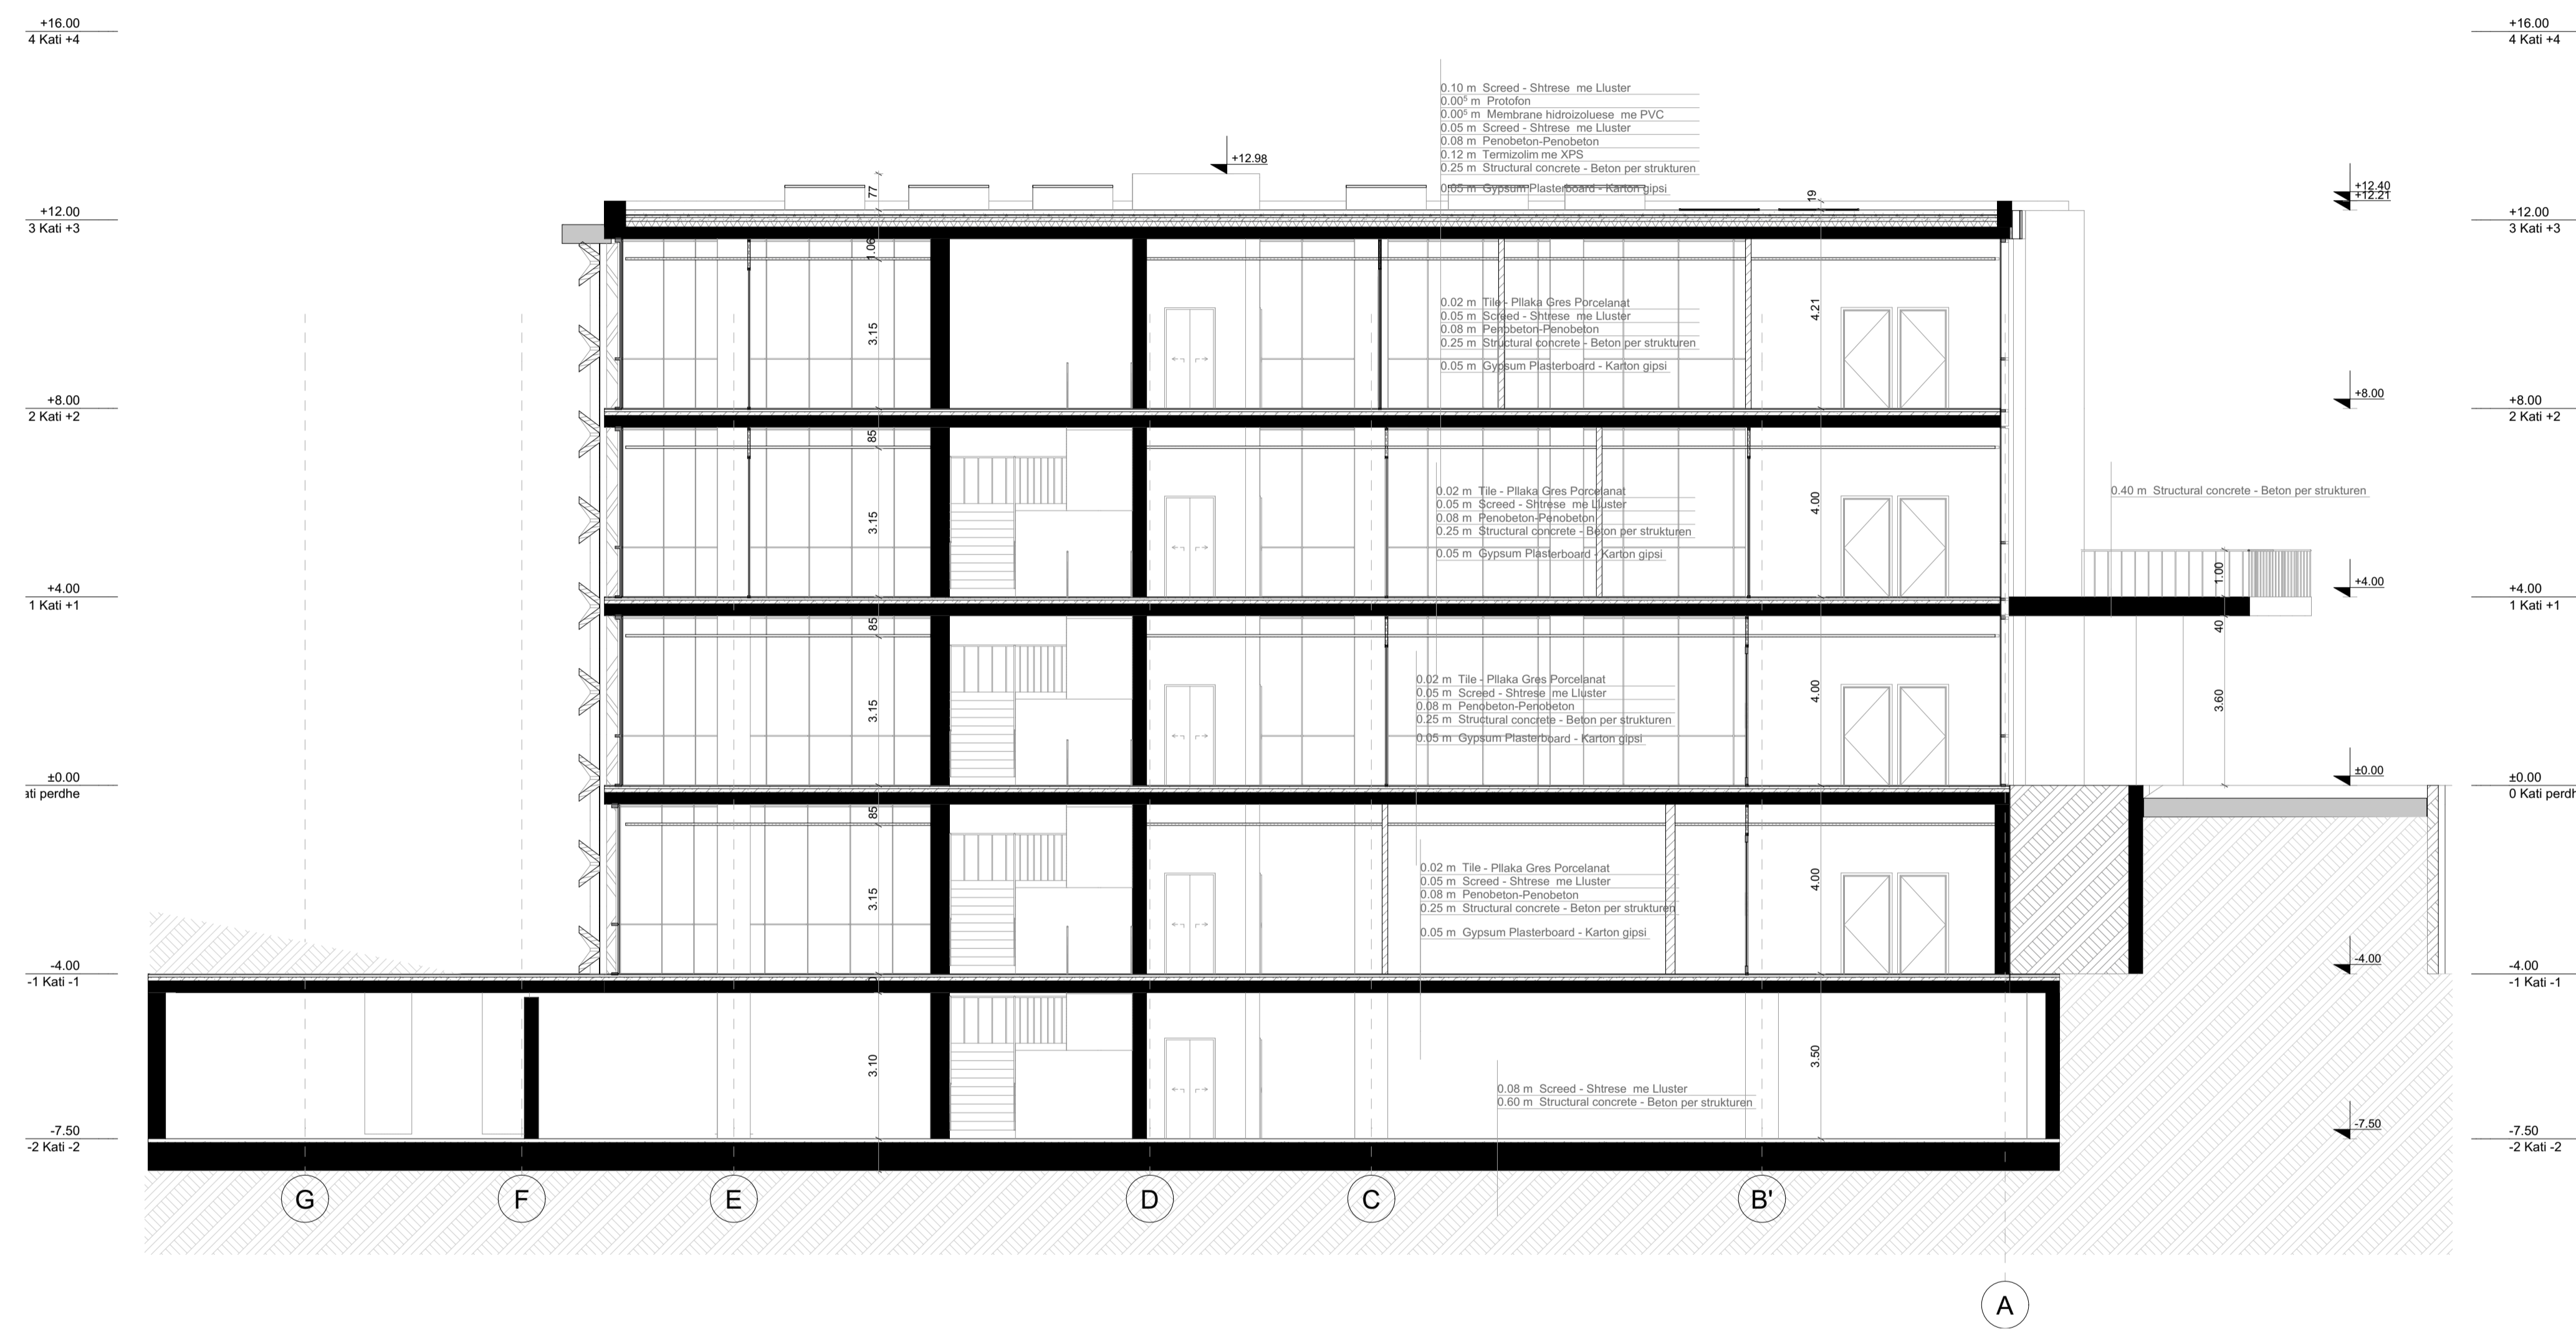 +16.00
4 Kati +4
+16.00
4 Kati +4
0.10 m Screed - Shtrese me Lluster
0.00⁵ m Protofon
0.00⁵ m Membrane hidroizoluese me PVC
0.05 m Screed - Shtrese me Lluster
0.08 m Penobeton-Penobeton
0.12 m Termizolim me XPS
0.25 m Structural concrete - Beton per strukturen
0.05 m Gypsum Plasterboard - Karton gipsi
+12.98
77
19
+12.40
+12.21
+12.00
3 Kati +3
+12.00
3 Kati +3
1.06
0.02 m Tile - Pllaka Gres Porcelanat
0.05 m Screed - Shtrese me Lluster
0.08 m Penobeton-Penobeton
0.25 m Structural concrete - Beton per strukturen
0.05 m Gypsum Plasterboard - Karton gipsi
3.15
4.21
+8.00
2 Kati +2
+8.00
+8.00
2 Kati +2
85
0.02 m Tile - Pllaka Gres Porcelanat
0.05 m Screed - Shtrese me Lluster
0.08 m Penobeton-Penobeton
0.25 m Structural concrete - Beton per strukturen
0.05 m Gypsum Plasterboard - Karton gipsi
0.40 m Structural concrete - Beton per strukturen
3.15
4.00
1.00
+4.00
1 Kati +1
+4.00
+4.00
1 Kati +1
85
40
0.02 m Tile - Pllaka Gres Porcelanat
0.05 m Screed - Shtrese me Lluster
0.08 m Penobeton-Penobeton
0.25 m Structural concrete - Beton per strukturen
0.05 m Gypsum Plasterboard - Karton gipsi
3.15
4.00
3.60
±0.00
ati perdhe
±0.00
±0.00
0 Kati perdh
85
0.02 m Tile - Pllaka Gres Porcelanat
0.05 m Screed - Shtrese me Lluster
0.08 m Penobeton-Penobeton
0.25 m Structural concrete - Beton per strukturen
0.05 m Gypsum Plasterboard - Karton gipsi
3.15
4.00
-4.00
-1 Kati -1
-4.00
-4.00
-1 Kati -1
3.10
3.50
0.08 m Screed - Shtrese me Lluster
0.60 m Structural concrete - Beton per strukturen
-7.50
-2 Kati -2
-7.50
-7.50
-2 Kati -2
G
F
E
D
C
B'
A